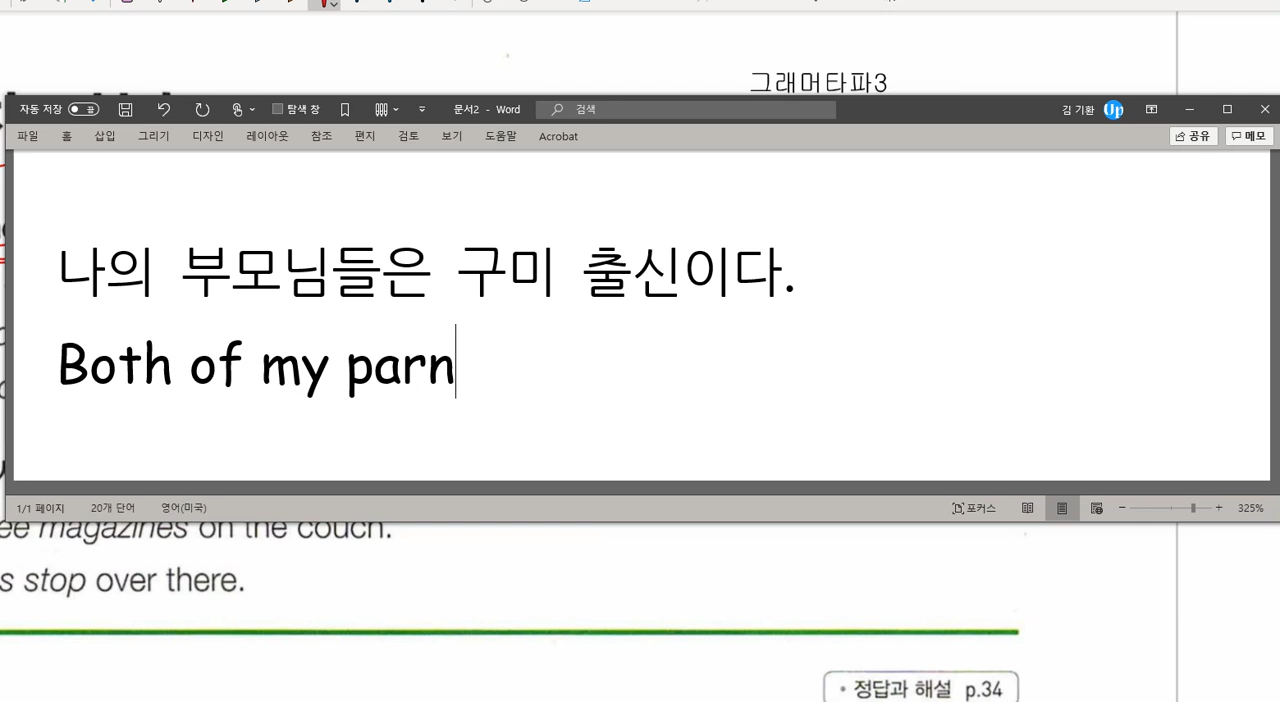 그래머타파3
자동 저장 끔 탐색 창 문서2 - Word 검색 김 기환 Up
파일 홈 삽입 그리기 디자인 레이아웃 참조 편지 검토 보기 도움말 Acrobat 공유 메모
나의 부모님들은 구미 출신이다.
Both of my parn
1/1 페이지 20개 단어 영어(미국) 포커스 325%
magazines on the couch.
stop over there.
• 정답과 해설 p.34